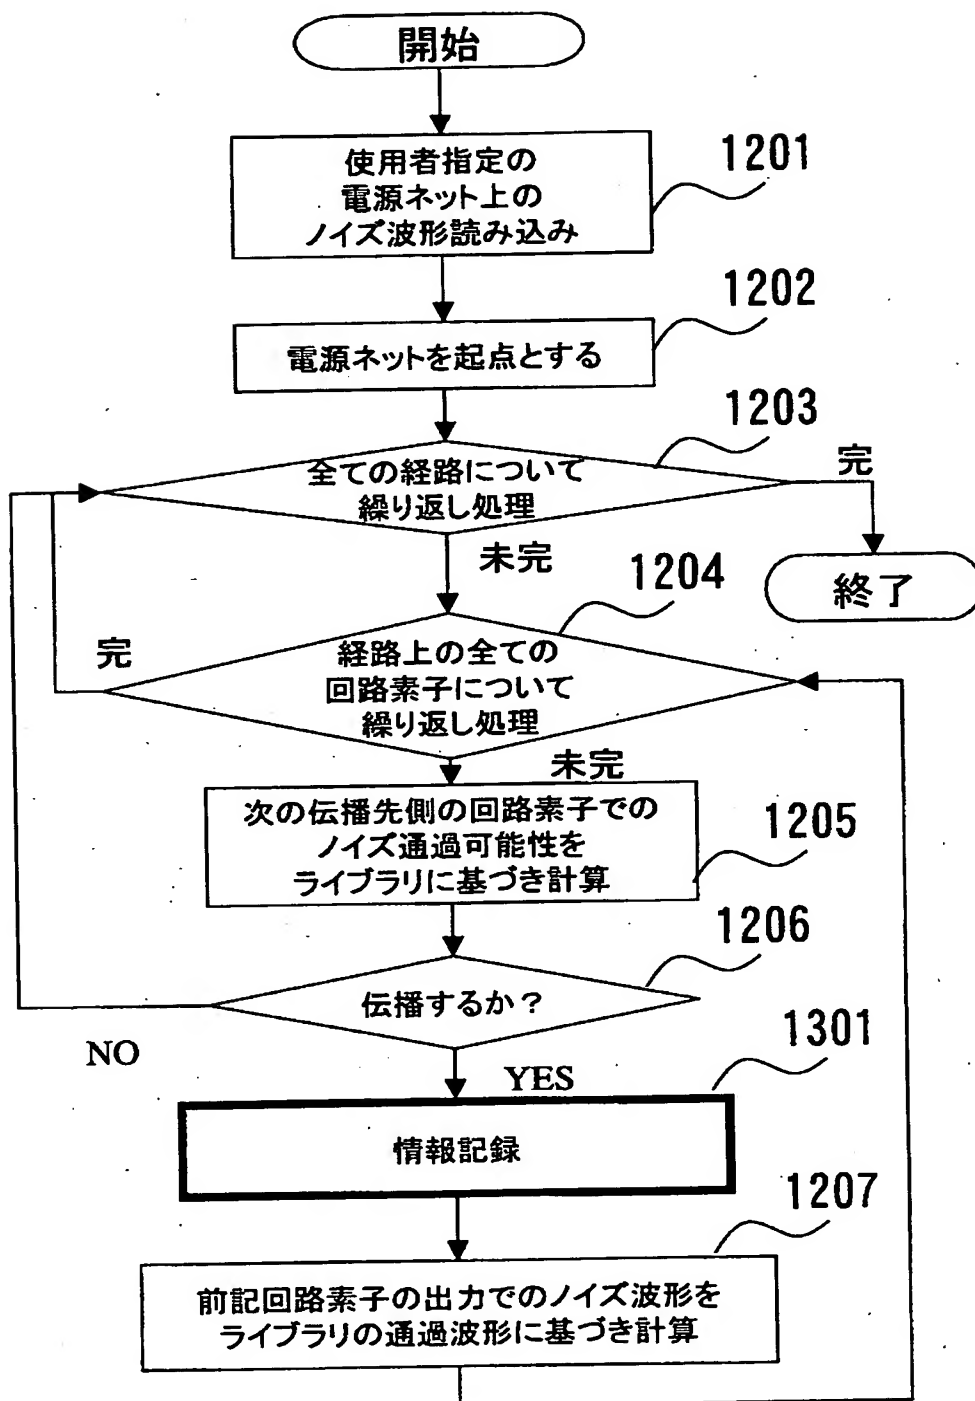 開始
使用者指定の
電源ネット上の
ノイズ波形読み込み
1201
電源ネットを起点とする
1202
全ての経路について
繰り返し処理
1203
完
終了
未完
経路上の全ての
回路素子について
繰り返し処理
1204
完
未完
次の伝播先側の回路素子での
ノイズ通過可能性を
ライブラリに基づき計算
1205
伝播するか？
1206
NO
YES
情報記録
1301
前記回路素子の出力でのノイズ波形を
ライブラリの通過波形に基づき計算
1207